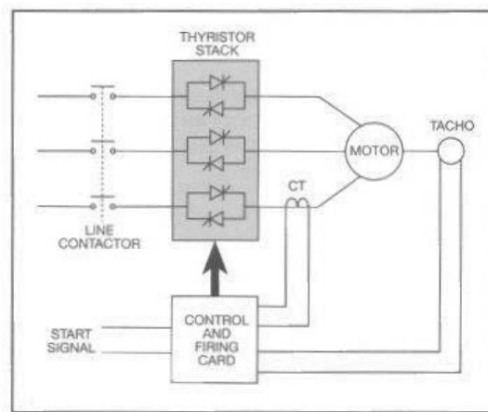 THYRISTOR
STACK
TACHO
MOTOR
CT
LINE
CONTACTOR
START
SIGNAL
CONTROL
AND
FIRING
CARD